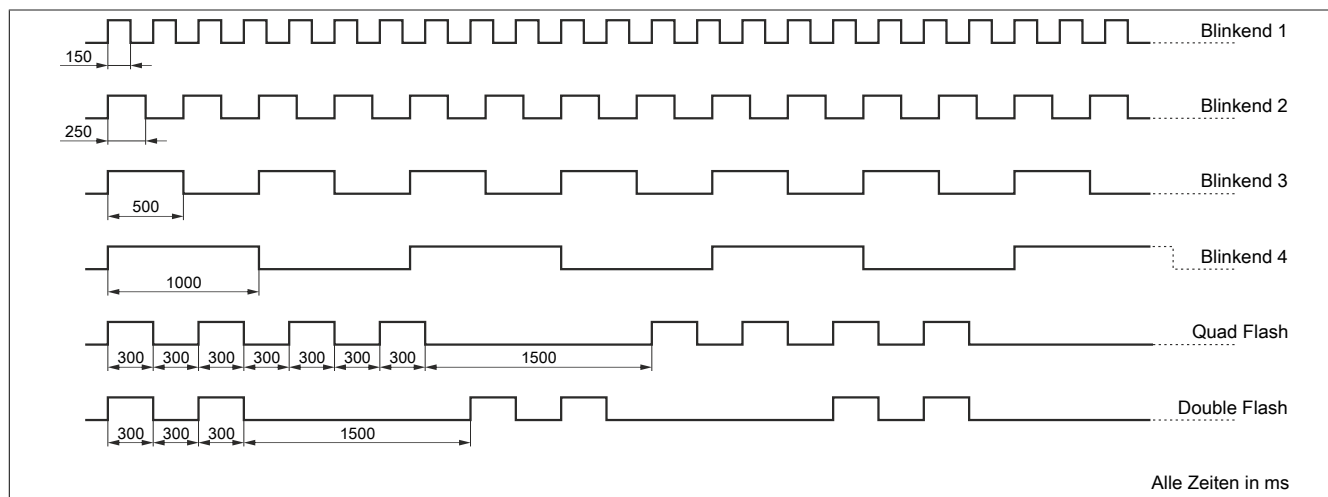 Blinkend 1
150
Blinkend 2
250
Blinkend 3
500
Blinkend 4
1000
Quad Flash
300 300 300 300 300 300 300 1500
Double Flash
300 300 300 1500
Alle Zeiten in ms